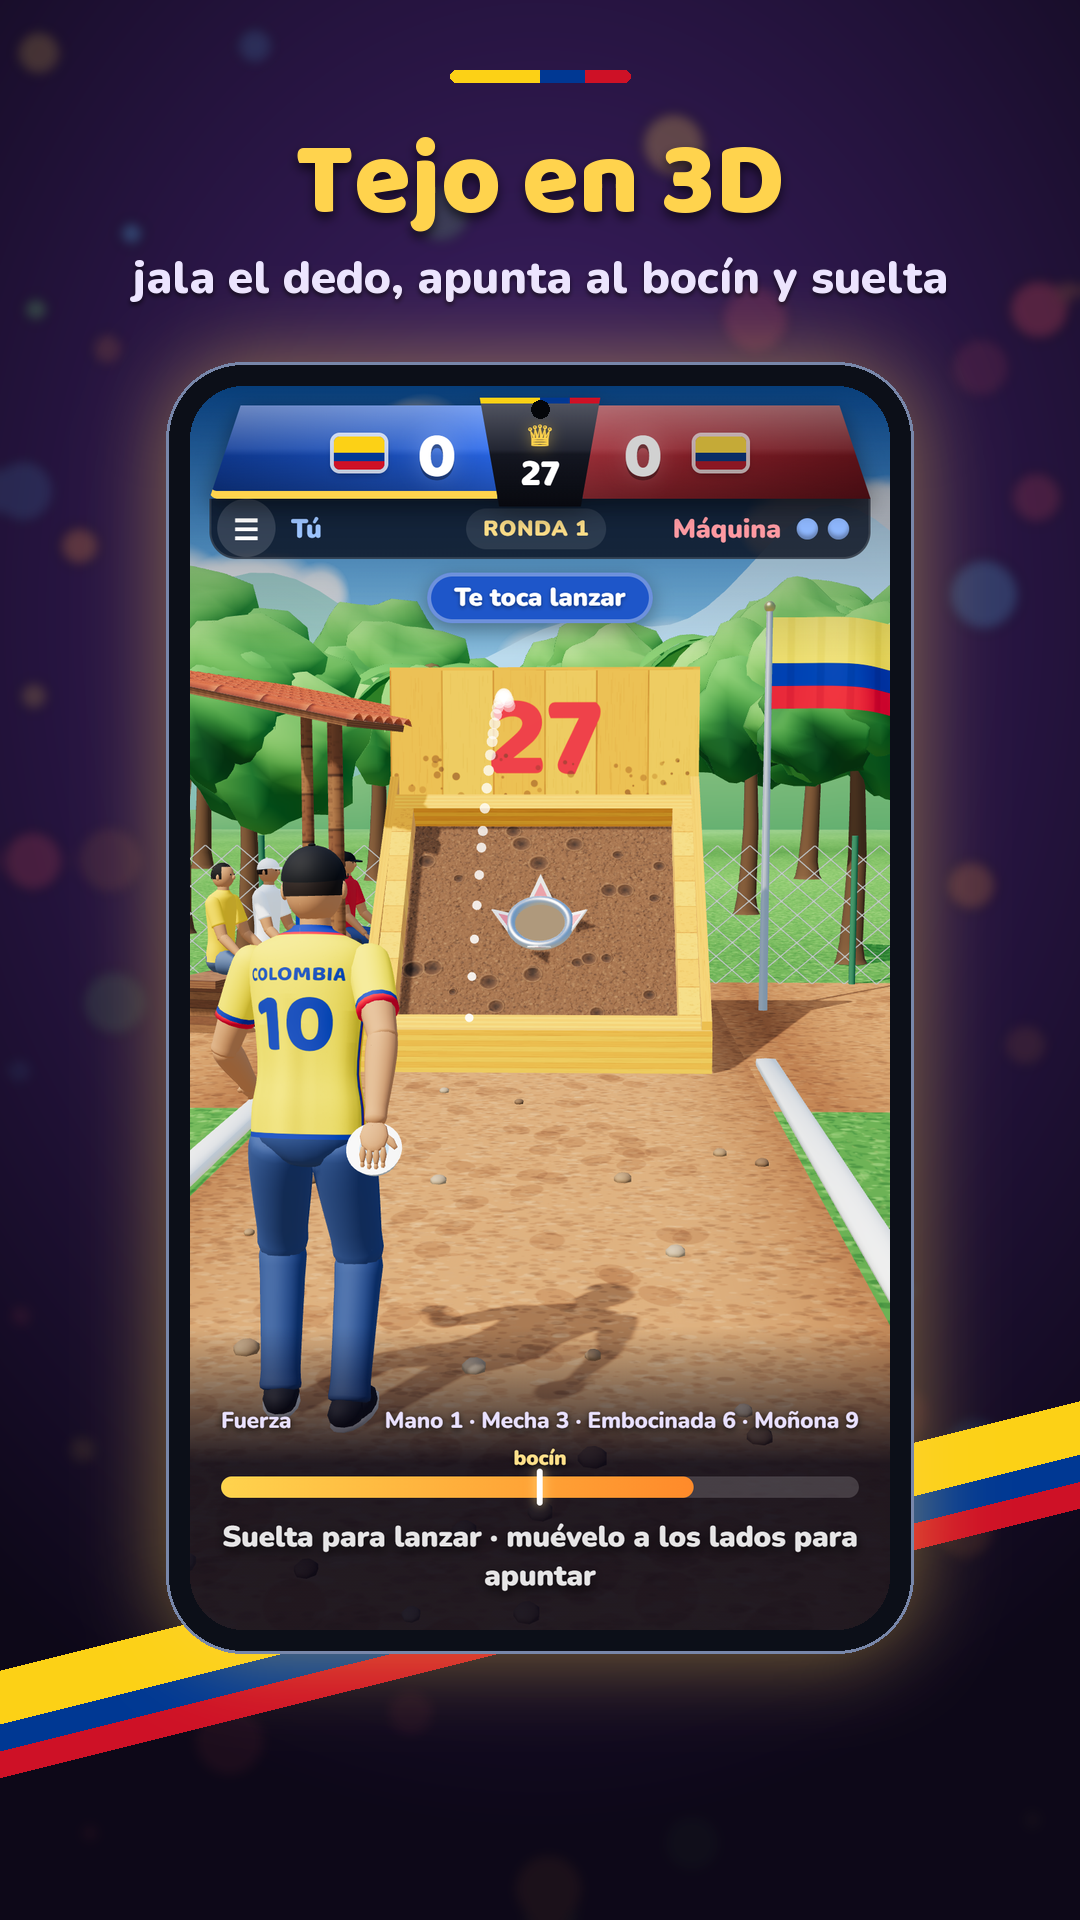 Tejo en 3D
jala el dedo, apunta al bocín y suelta
0
27
0
Tú
RONDA 1
Máquina
Te toca lanzar
27
COLOMBIA
10
Fuerza
Mano 1 · Mecha 3 · Embocinada 6 · Moñona 9
bocín
Suelta para lanzar · muévelo a los lados para
apuntar